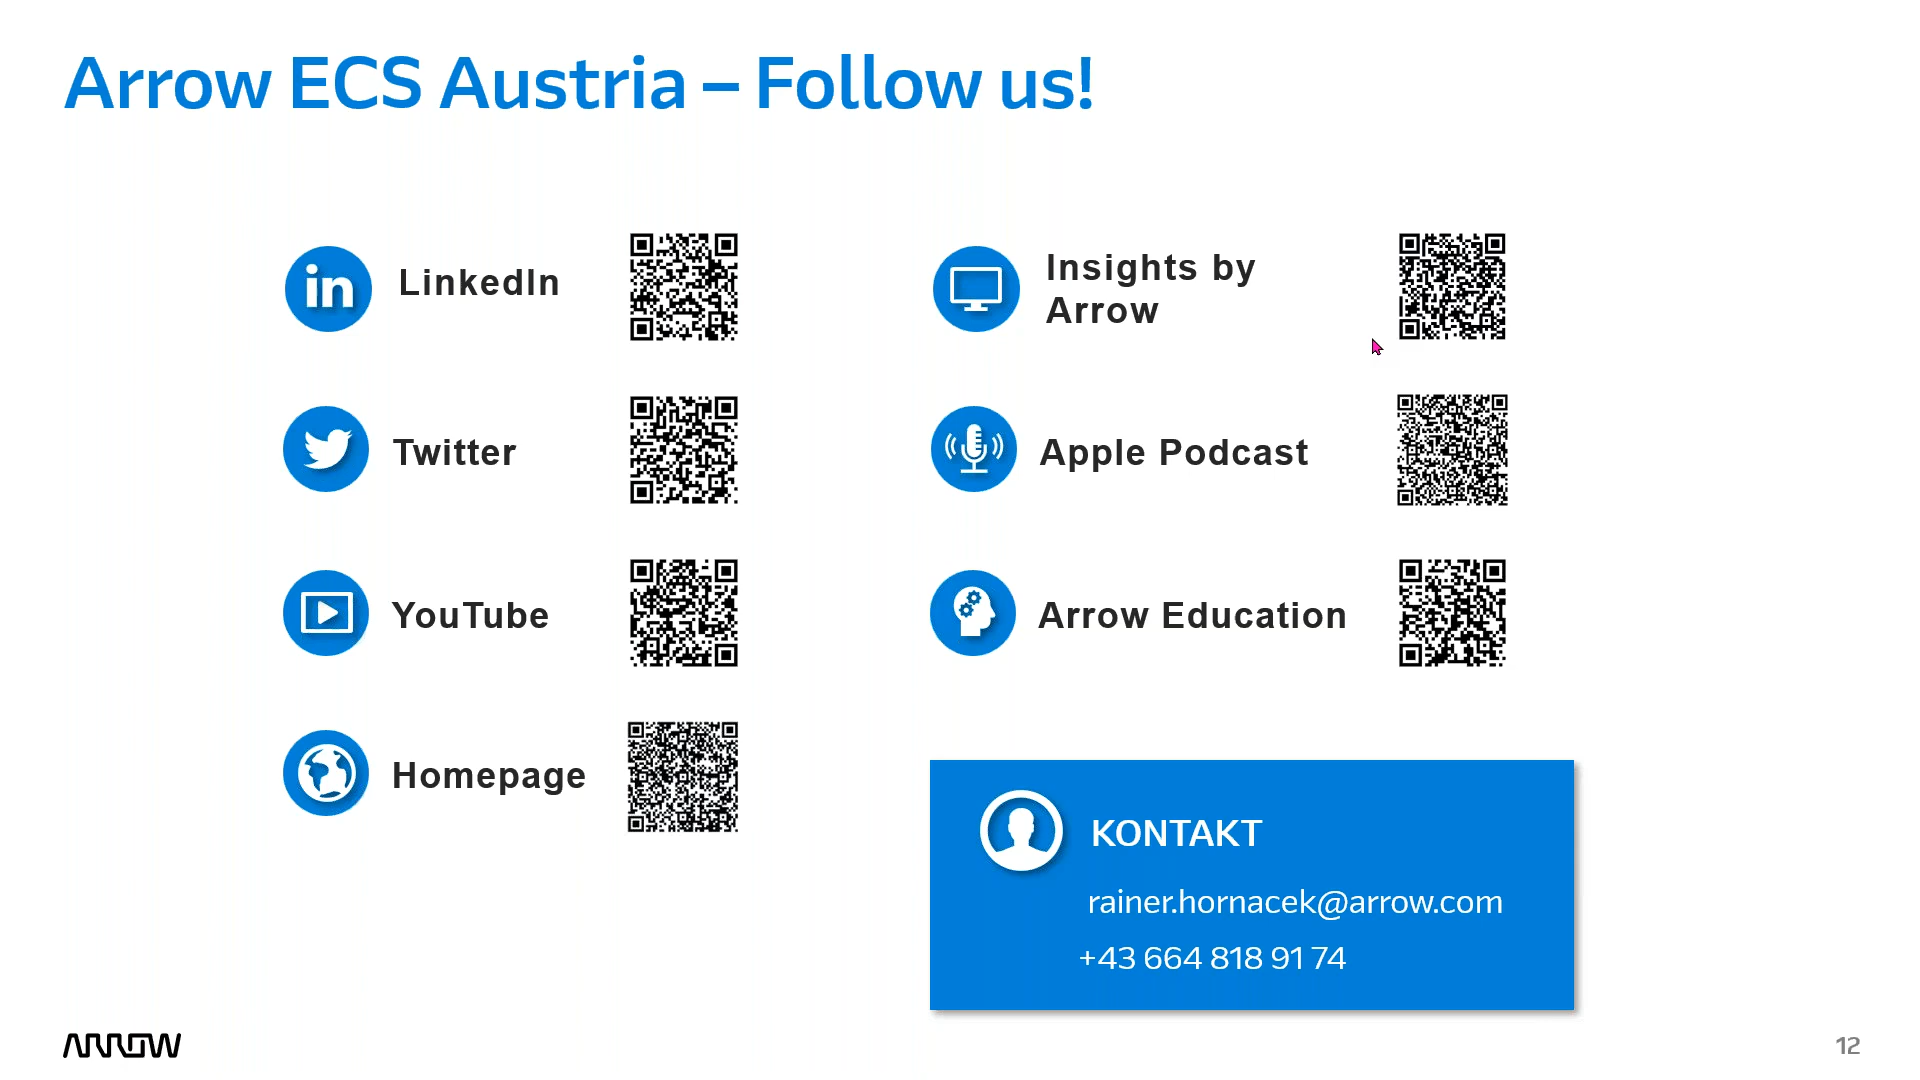 Arrow ECS Austria – Follow us!
LinkedIn
Twitter
YouTube
Homepage
Insights by
Arrow
Apple Podcast
Arrow Education
KONTAKT
rainer.hornacek@arrow.com
+43 664 818 91 74
ARROW
12